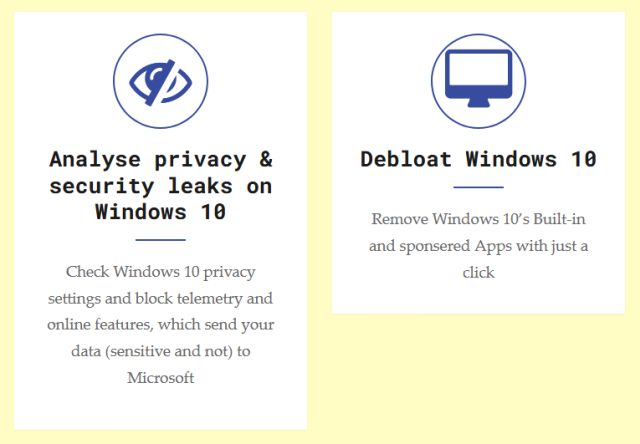 Analyse privacy &
security leaks on
Windows 10
Check Windows 10 privacy
settings and block telemetry and
online features, which send your
data (sensitive and not) to
Microsoft
Debloat Windows 10
Remove Windows 10's Built-in
and sponsered Apps with just a
click